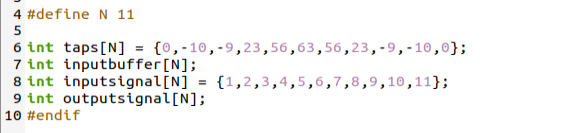 4 #define N 11
5
6 int taps[N] = {0,-10,-9,23,56,63,56,23,-9,-10,0};
7 int inputbuffer[N];
8 int inputsignal[N] = {1,2,3,4,5,6,7,8,9,10,11};
9 int outputsignal[N];
10 #endif